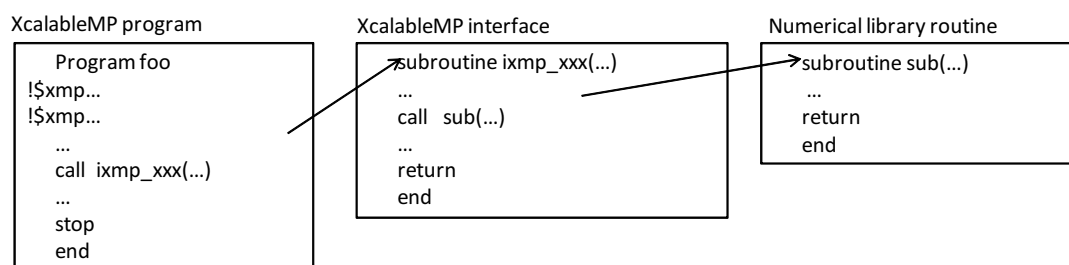 XcalableMP program
Program foo
!$xmp…
!$xmp…
…
call ixmp_xxx(…)
…
stop
end
XcalableMP interface
subroutine ixmp_xxx(…)
…
call sub(…)
…
return
end
Numerical library routine
subroutine sub(…)
…
return
end